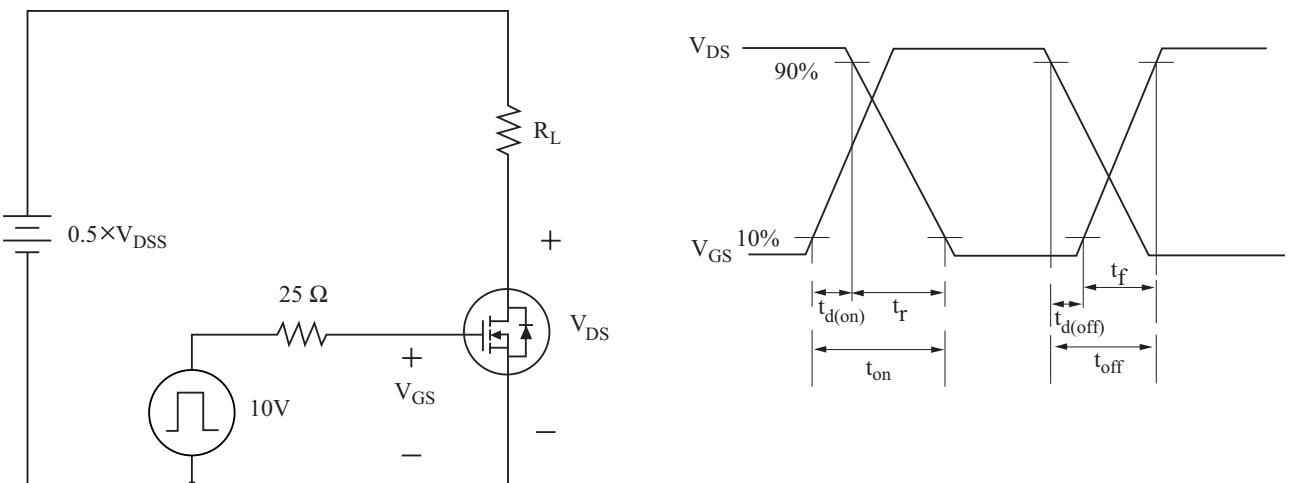 R_L
0.5×V_DSS
25 Ω
V_DS
+
+
V_GS
10V
−
−
V_DS
90%
V_GS
10%
t_d(on)
t_r
t_f
t_d(off)
t_on
t_off